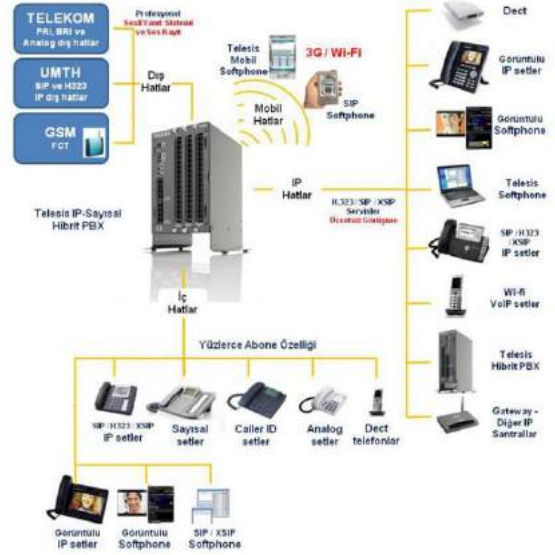 TELEKOM
PRI, BRI ve
Analog dış hatlar
UMTH
SIP ve H323
IP dış hatlar
GSM
FCT
Profesyonel
Sesli Yanıt Sistemi
ve Ses Kayıt
Dış
Hatlar
Telesis
Mobil
Softphone
3G / Wi-Fi
SIP
Softphone
Mobil
Hatlar
Telesis IP-Sayısal
Hibrit PBX
IP
Hatlar
H.323 / SIP / XSIP
Servisler
Ücretsiz Görüşme
Dect
Görüntülü
IP setler
Görüntülü
Softphone
Telesis
Softphone
SIP / H323
/ XSIP
IP setler
Wi-fi
VoIP setler
Telesis
Hibrit PBX
Gateway -
Diğer IP
Santrallar
İç
Hatlar
Yüzlerce Abone Özelliği
SIP / H323 / XSIP
IP setler
Sayısal
setler
Caller ID
setler
Analog
setler
Dect
telefonlar
Görüntülü
IP setler
Görüntülü
Softphone
SIP / XSIP
Softphone